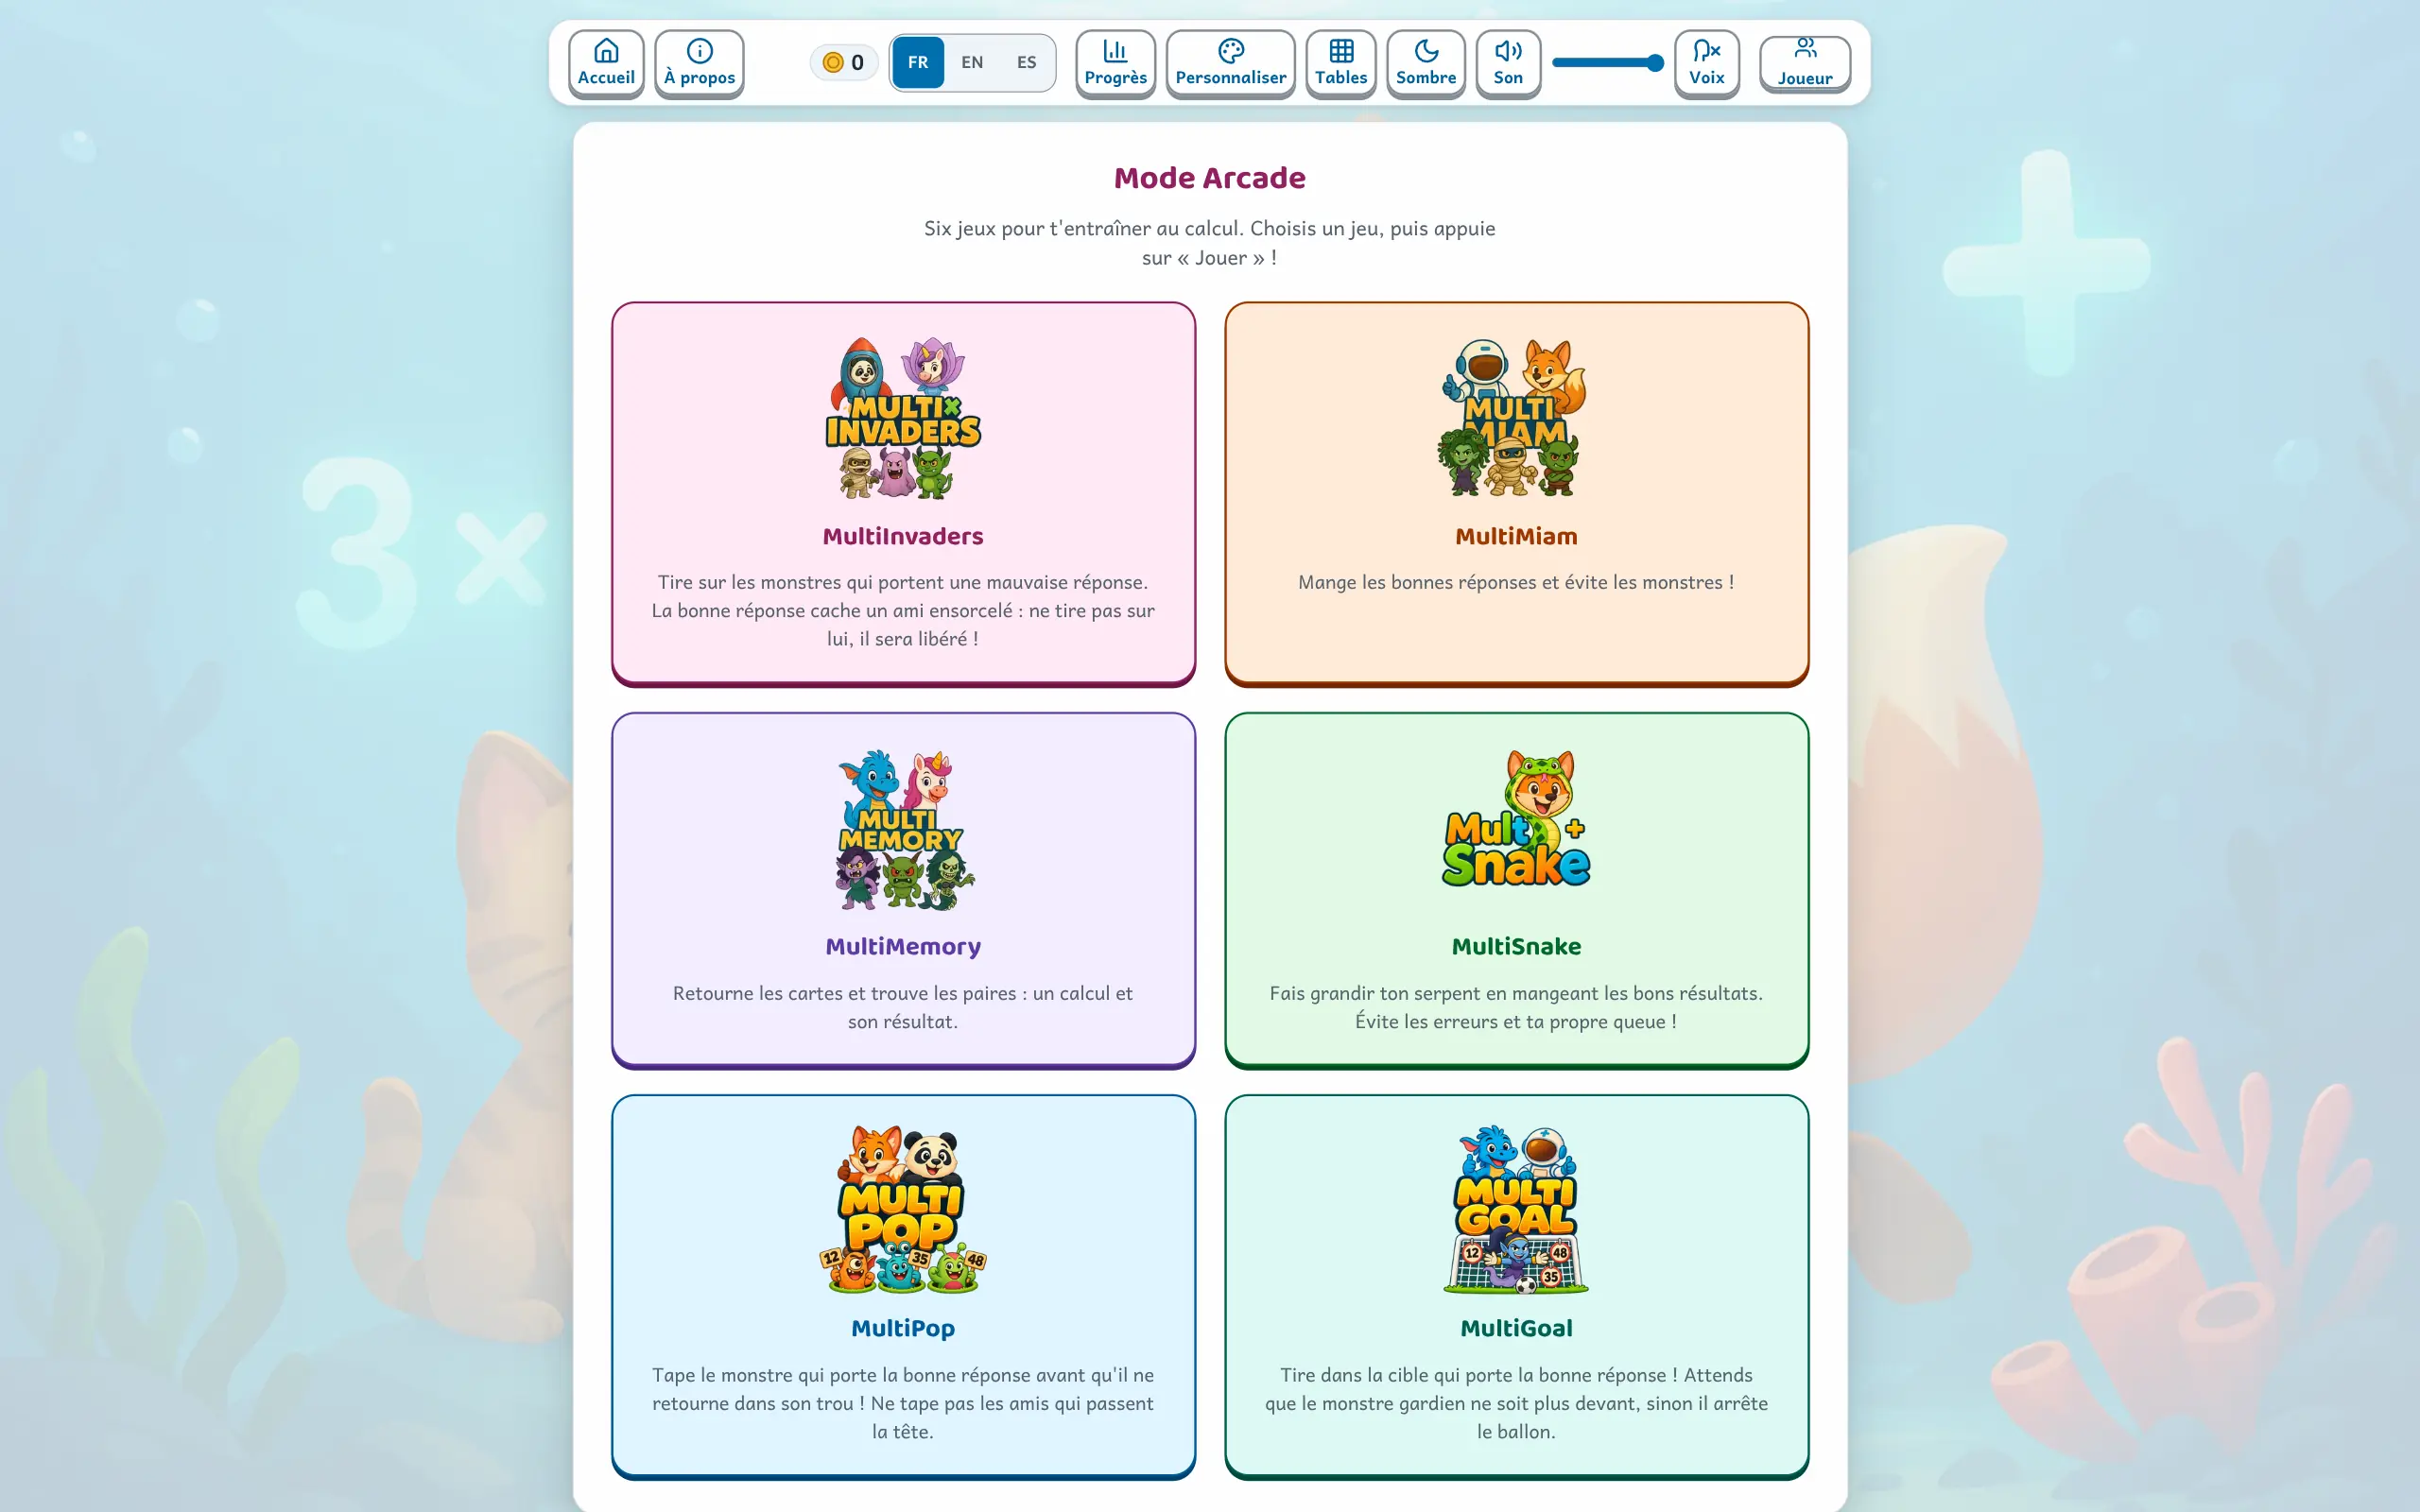 Accueil
À propos
0
FR
EN
ES
Progrès
Personnaliser
Tables
Sombre
Son
Voix
Joueur
Mode Arcade
Six jeux pour t'entraîner au calcul. Choisis un jeu, puis appuie
sur « Jouer » !
MULTI×
INVADERS
MultiInvaders
Tire sur les monstres qui portent une mauvaise réponse.
La bonne réponse cache un ami ensorcelé : ne tire pas sur
lui, il sera libéré !
MULTI
MIAM
MultiMiam
Mange les bonnes réponses et évite les monstres !
MULTI
MEMORY
MultiMemory
Retourne les cartes et trouve les paires : un calcul et
son résultat.
Multi +
Snake
MultiSnake
Fais grandir ton serpent en mangeant les bons résultats.
Évite les erreurs et ta propre queue !
MULTI
POP
12
35
48
MultiPop
Tape le monstre qui porte la bonne réponse avant qu'il ne
retourne dans son trou ! Ne tape pas les amis qui passent
la tête.
MULTI
GOAL
12
48
35
MultiGoal
Tire dans la cible qui porte la bonne réponse ! Attends
que le monstre gardien ne soit plus devant, sinon il arrête
le ballon.
3×
+